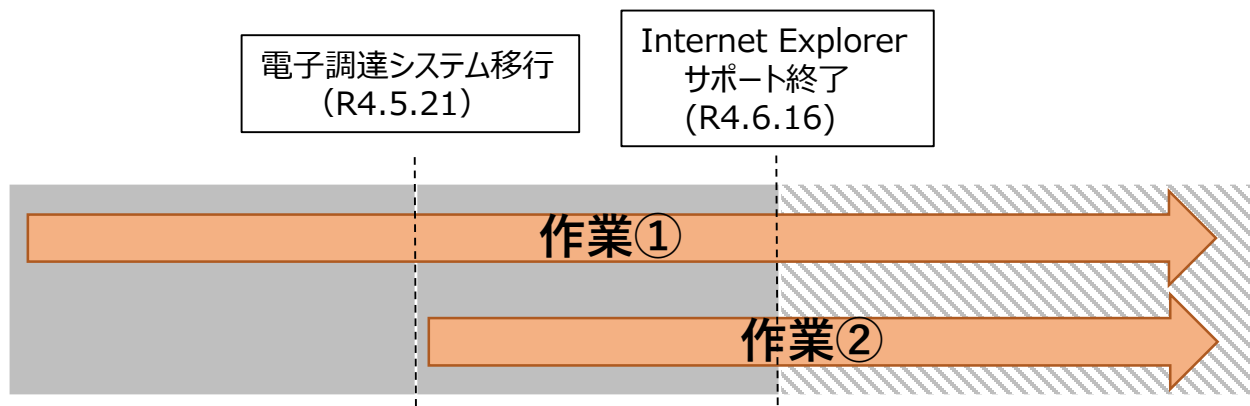 電子調達システム移行
（R4.5.21）
Internet Explorer
サポート終了
(R4.6.16)
作業①
作業②